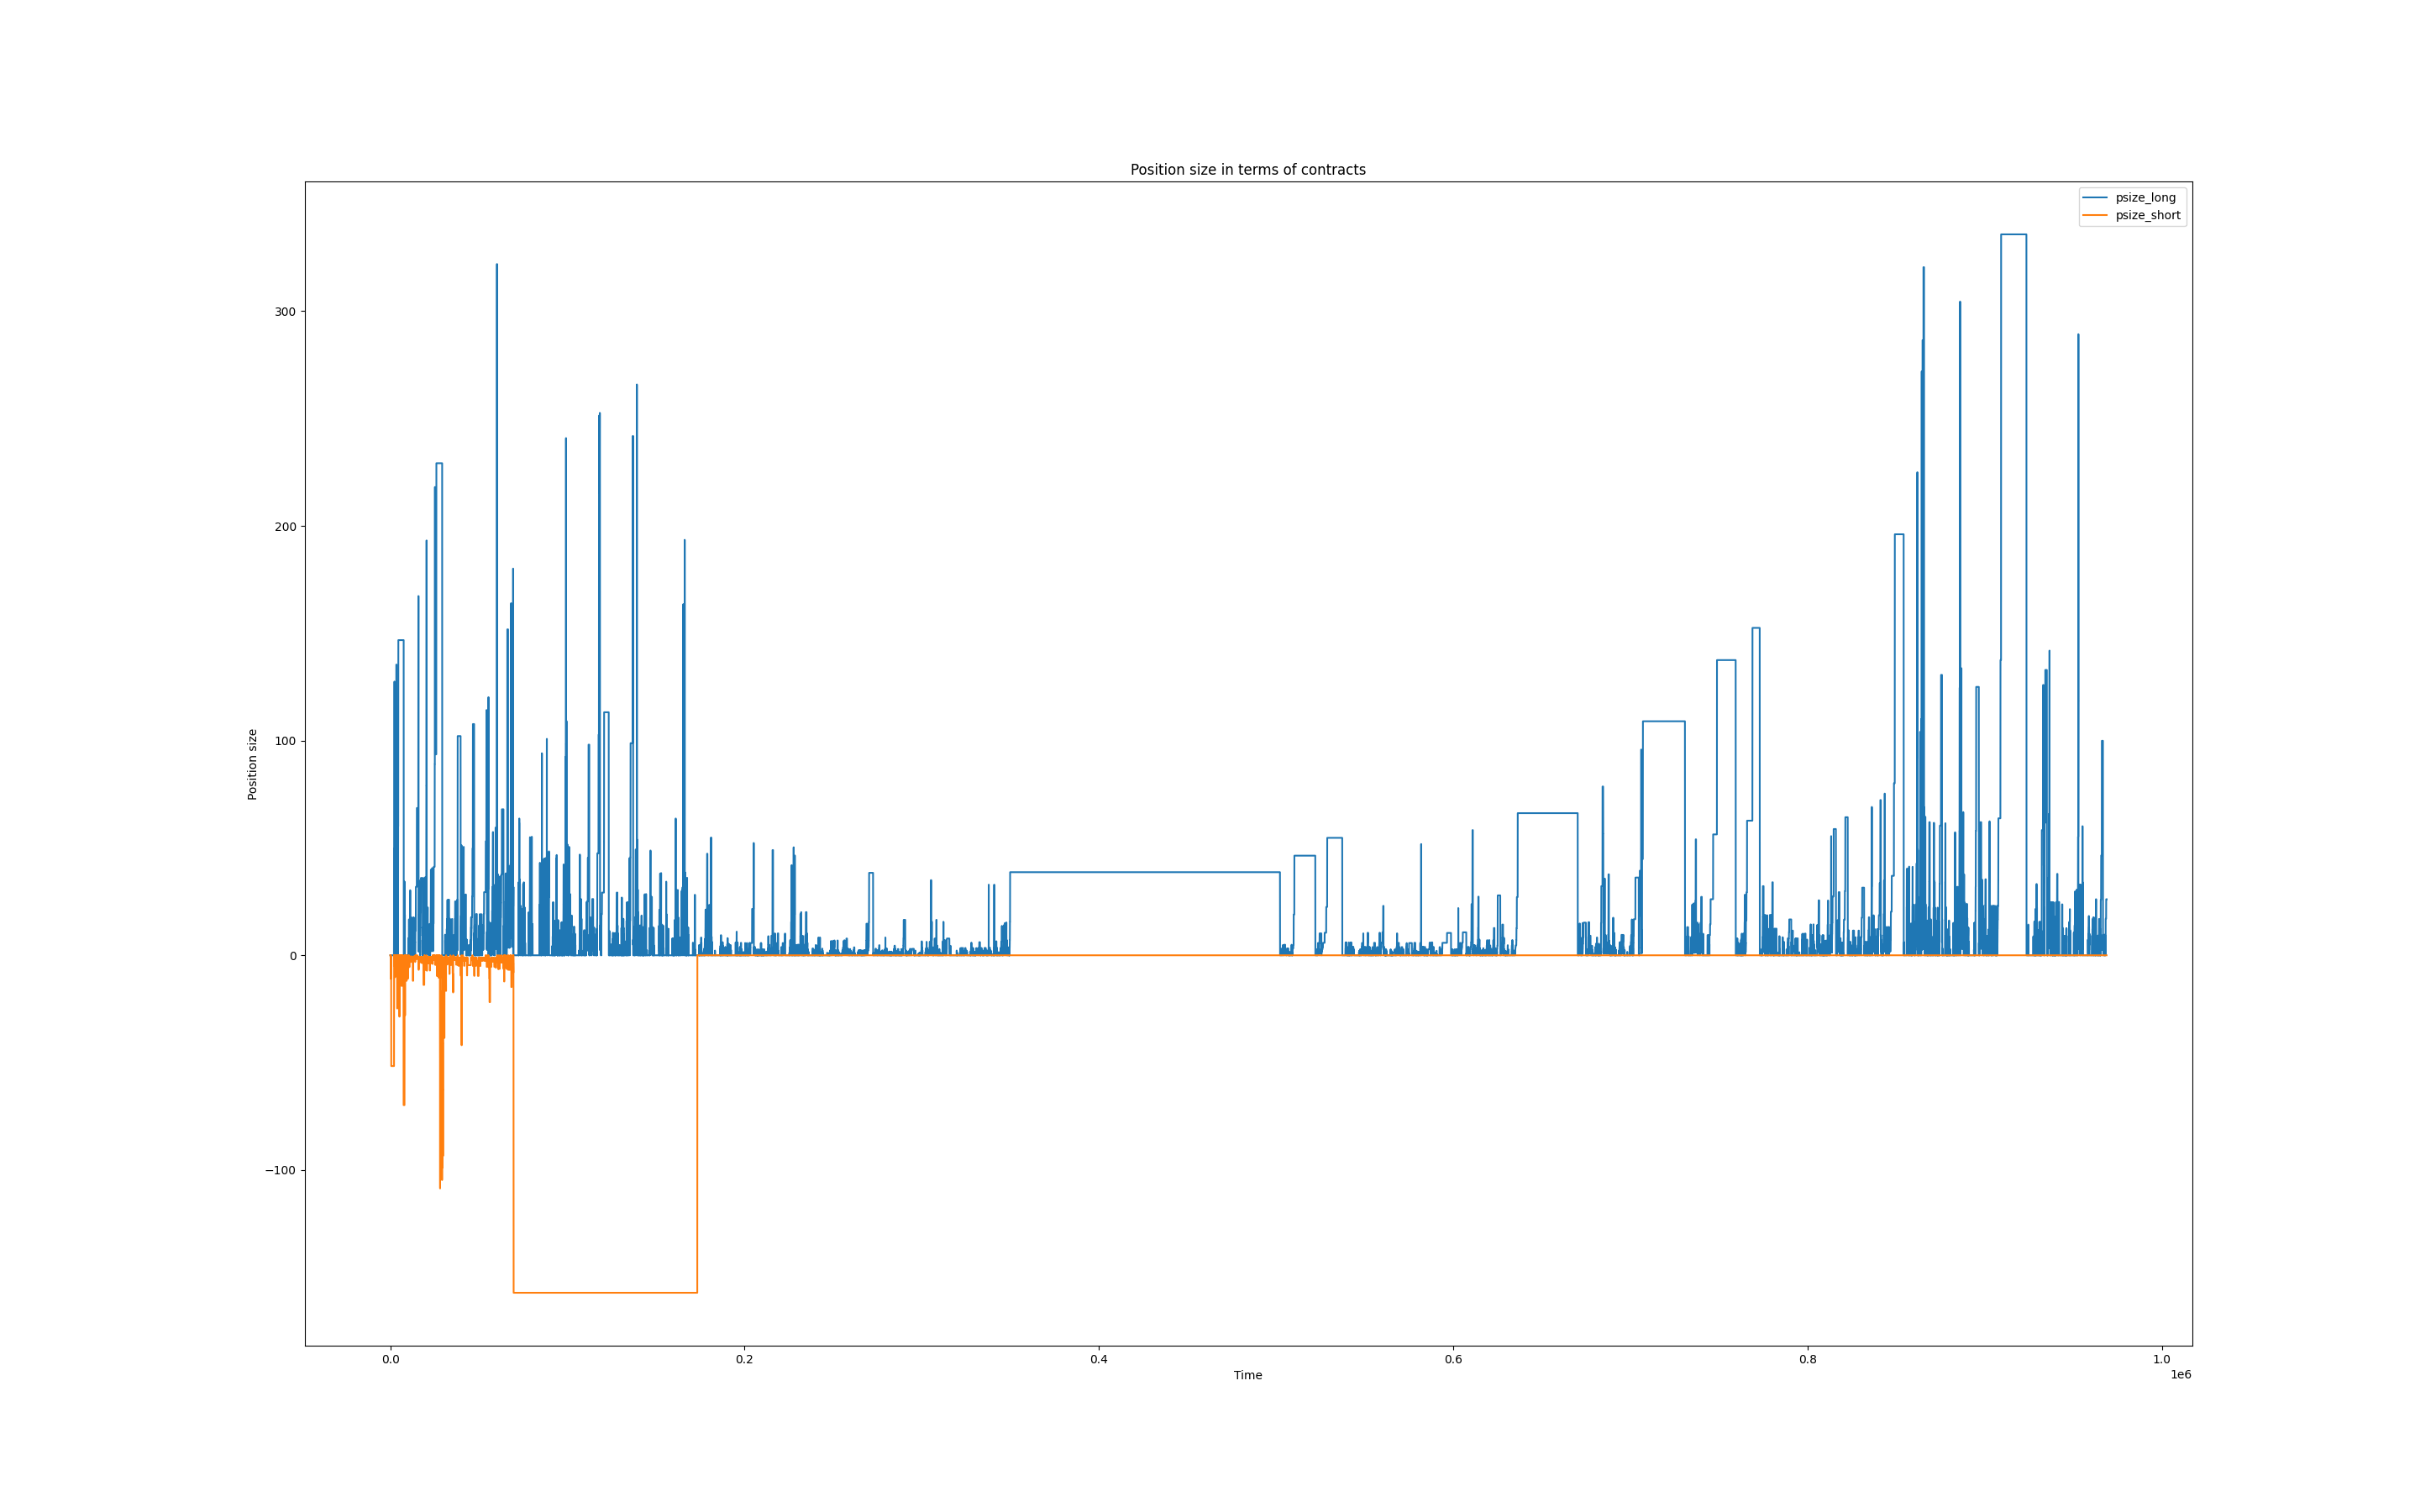 Position size in terms of contracts
psize_long
psize_short
Position size
300
200
100
0
−100
0.0
0.2
0.4
0.6
0.8
1.0
1e6
Time